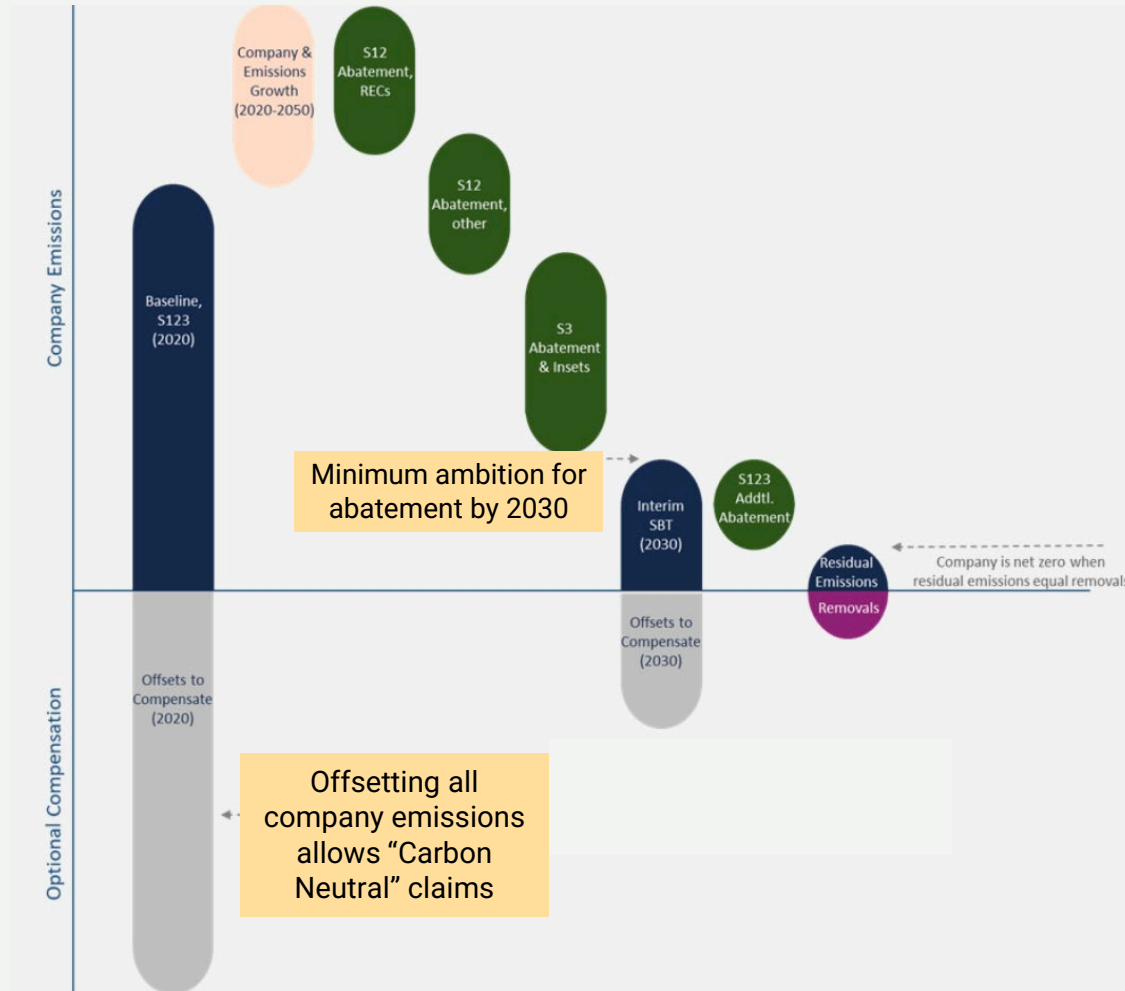 Company Emissions
Optional Compensation
Baseline,
S123
(2020)
Offsets to
Compensate
(2020)
Company &
Emissions
Growth
(2020-2050)
S12
Abatement,
RECs
S12
Abatement,
other
S3
Abatement
& Insets
Minimum ambition for
abatement by 2030
Interim
SBT
(2030)
Offsets to
Compensate
(2030)
S123
Addtl.
Abatement
Residual
Emissions
Removals
Company is net zero when
residual emissions equal removals
Offsetting all
company emissions
allows “Carbon
Neutral” claims